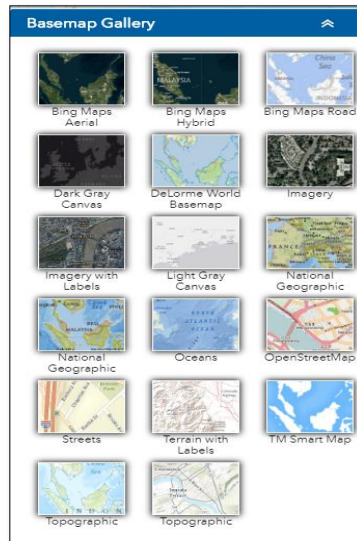 Basemap Gallery
Bing Maps Aerial
Bing Maps Hybrid
Bing Maps Road
Dark Gray Canvas
DeLorme World Basemap
Imagery
Imagery with Labels
Light Gray Canvas
National Geographic
National Geographic
Oceans
OpenStreetMap
Streets
Terrain with Labels
TM Smart Map
Topographic
Topographic